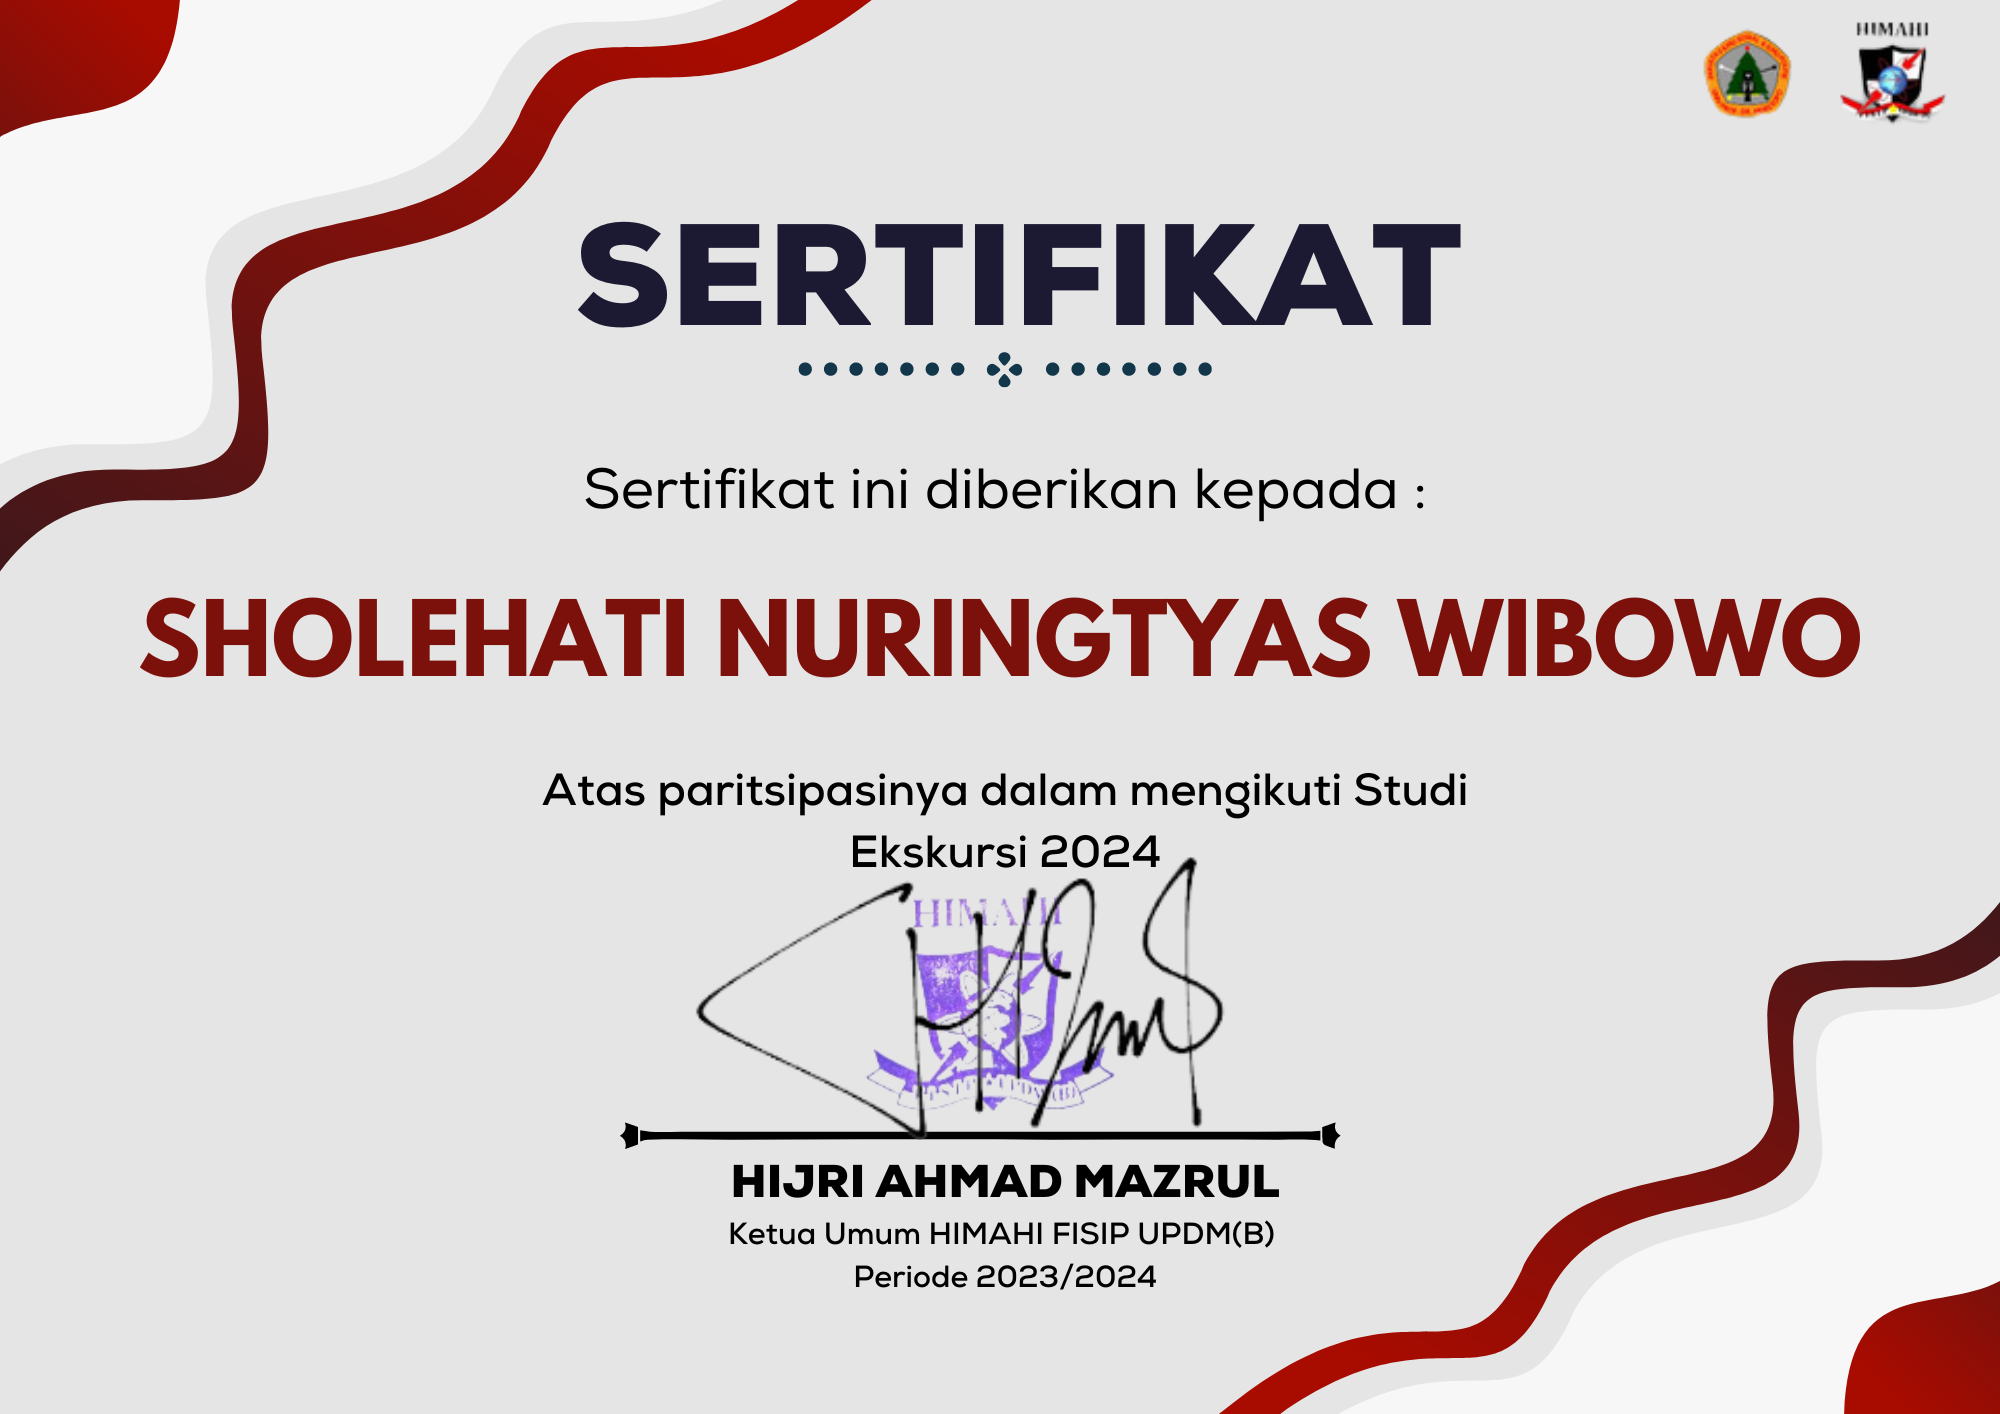 HIMAHI
SERTIFIKAT
Sertifikat ini diberikan kepada :
SHOLEHATI NURINGTYAS WIBOWO
Atas paritsipasinya dalam mengikuti Studi
Ekskursi 2024
HIMAHI
HIJRI AHMAD MAZRUL
Ketua Umum HIMAHI FISIP UPDM(B)
Periode 2023/2024